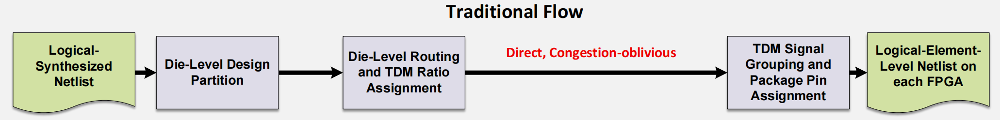 Traditional Flow
Logical-
Synthesized
Netlist
Die-Level Design
Partition
Die-Level Routing
and TDM Ratio
Assignment
Direct, Congestion-oblivious
TDM Signal
Grouping and
Package Pin
Assignment
Logical-Element-
Level Netlist on
each FPGA